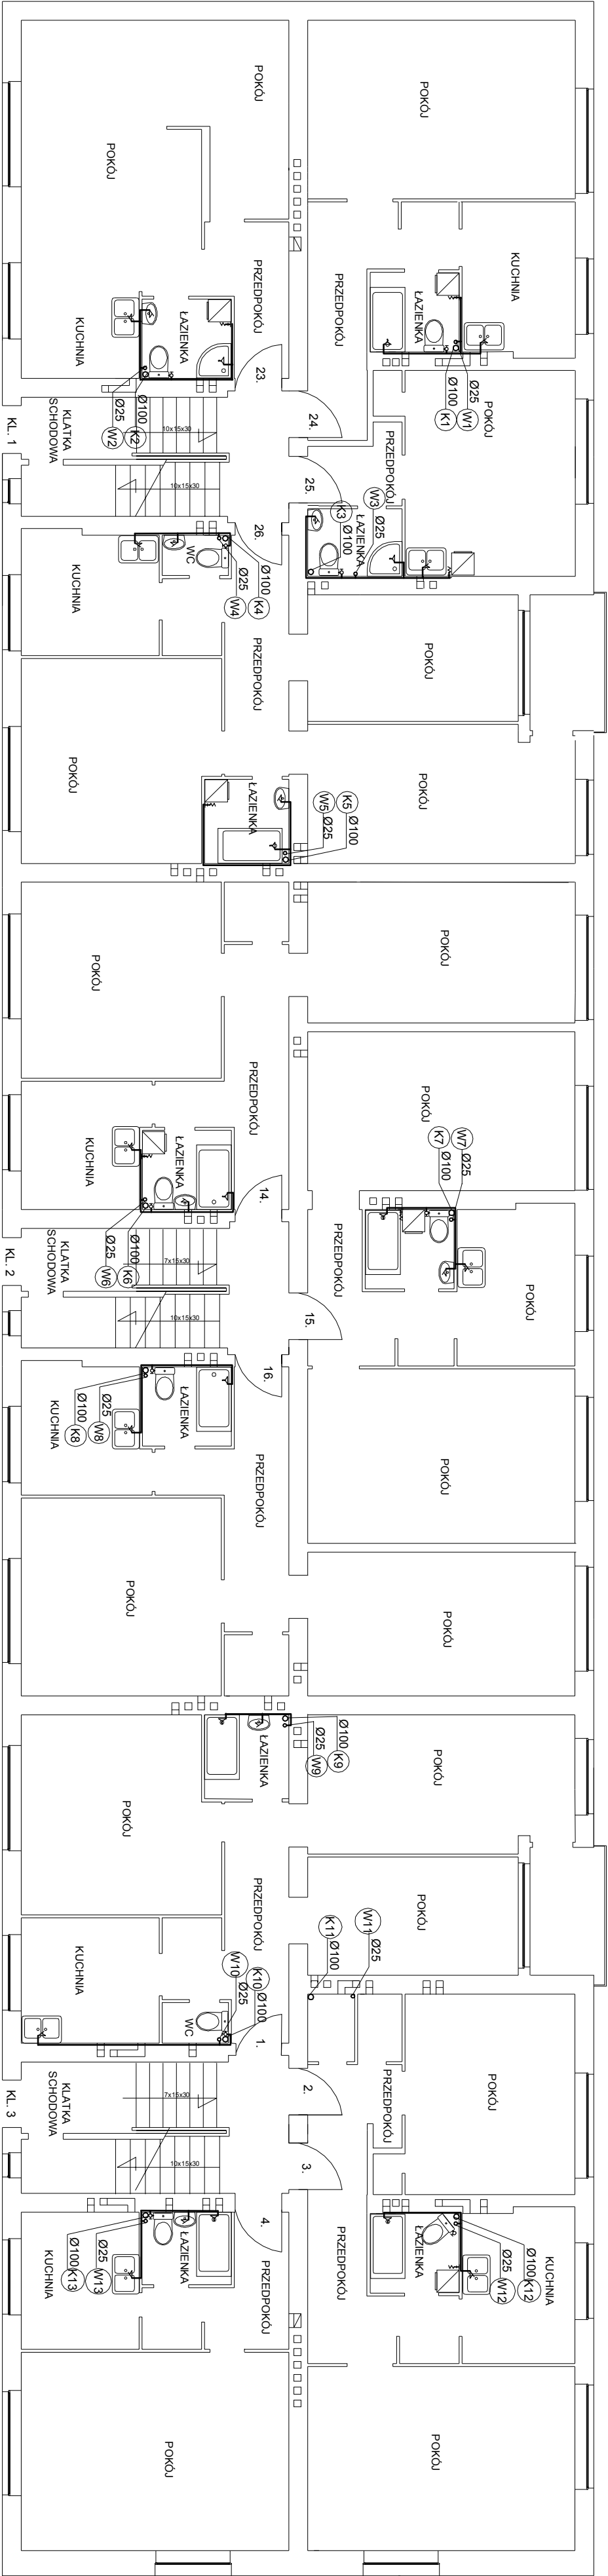 POKÓJ
POKÓJ
POKÓJ
PRZEDPOKÓJ
PRZEDPOKÓJ
KUCHNIA
KUCHNIA
ŁAZIENKA
ŁAZIENKA
Ø25 W1
Ø100 K1
POKÓJ
23.
24.
Ø100 K2
Ø25 W2
KL. 1
KLATKA
SCHODOWA
10x15x30
10x15x30
PRZEDPOKÓJ
25.
26.
W3 Ø25
K3 Ø100
ŁAZIENKA
WC
Ø100 K4
Ø25 W4
KUCHNIA
PRZEDPOKÓJ
POKÓJ
POKÓJ
POKÓJ
ŁAZIENKA
K5 Ø100
W5 Ø25
POKÓJ
POKÓJ
PRZEDPOKÓJ
POKÓJ
KUCHNIA
ŁAZIENKA
W7 Ø25
K7 Ø100
14.
Ø100 K6
Ø25 W6
KL. 2
KLATKA
SCHODOWA
7x15x30
10x15x30
PRZEDPOKÓJ
POKÓJ
15.
16.
ŁAZIENKA
Ø25 W8
Ø100 K8
KUCHNIA
PRZEDPOKÓJ
POKÓJ
POKÓJ
POKÓJ
Ø100 K9
Ø25 W9
ŁAZIENKA
POKÓJ
POKÓJ
PRZEDPOKÓJ
POKÓJ
W11 Ø25
K11 Ø100
KUCHNIA
WC
W10 Ø25
K10 Ø100
1.
2.
KL. 3
KLATKA
SCHODOWA
7x15x30
10x15x30
PRZEDPOKÓJ
POKÓJ
3.
4.
ŁAZIENKA
Ø100 K12
Ø25 W12
KUCHNIA
PRZEDPOKÓJ
ŁAZIENKA
Ø25 W13
Ø100 K13
KUCHNIA
PRZEDPOKÓJ
POKÓJ
POKÓJ